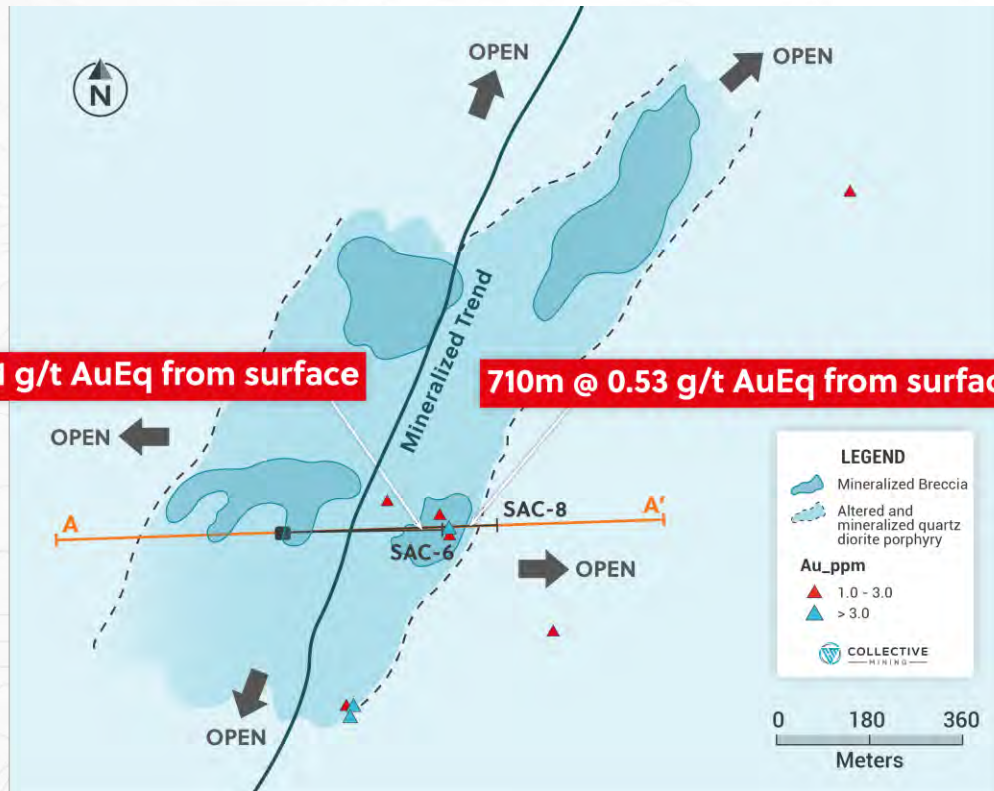 OPEN
OPEN
N
Mineralized Trend
g/t AuEq from surface
710m @ 0.53 g/t AuEq from
OPEN
A
A'
SAC-8
SAC-6
OPEN
OPEN
LEGEND
Mineralized Breccia
Altered and
mineralized quartz
diorite porphyry
Au_ppm
1.0 - 3.0
> 3.0
COLLECTIVE
MINING
0 180 360
Meters